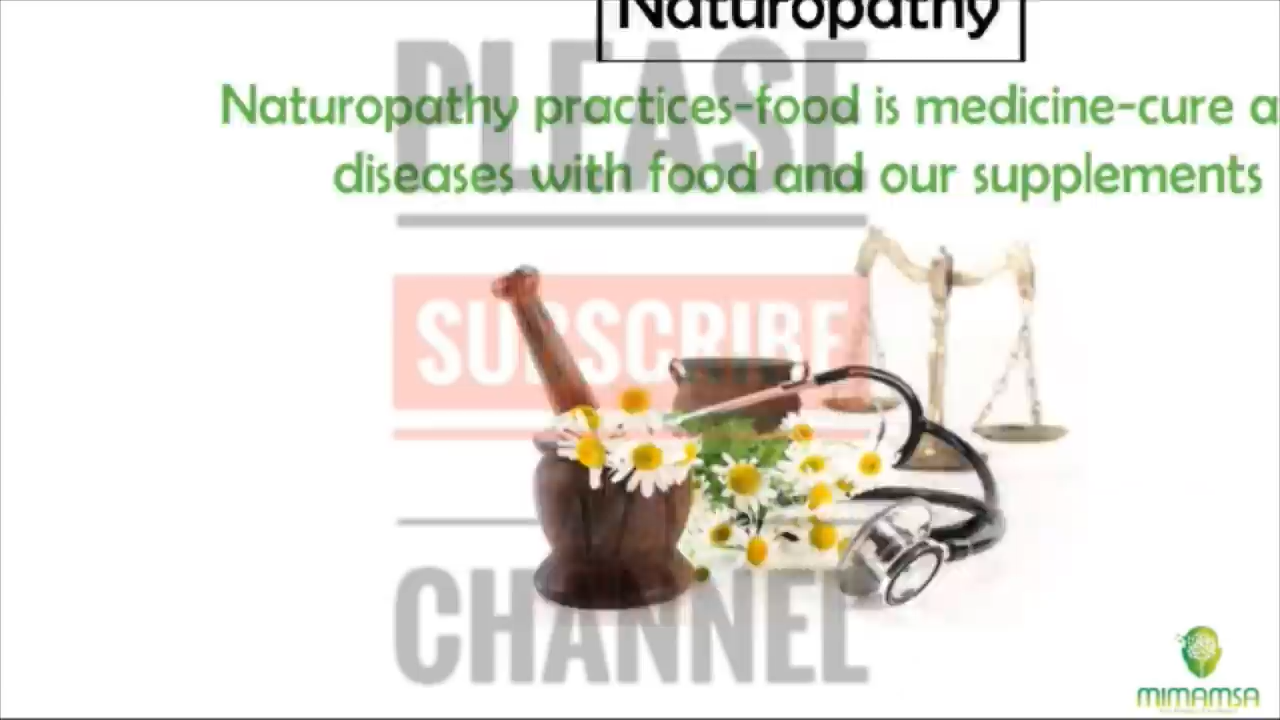 Naturopathy
PLEASE
Naturopathy practices-food is medicine-cure a
diseases with food and our supplements
SUBSCRIBE
CHANNEL
MIMAMSA